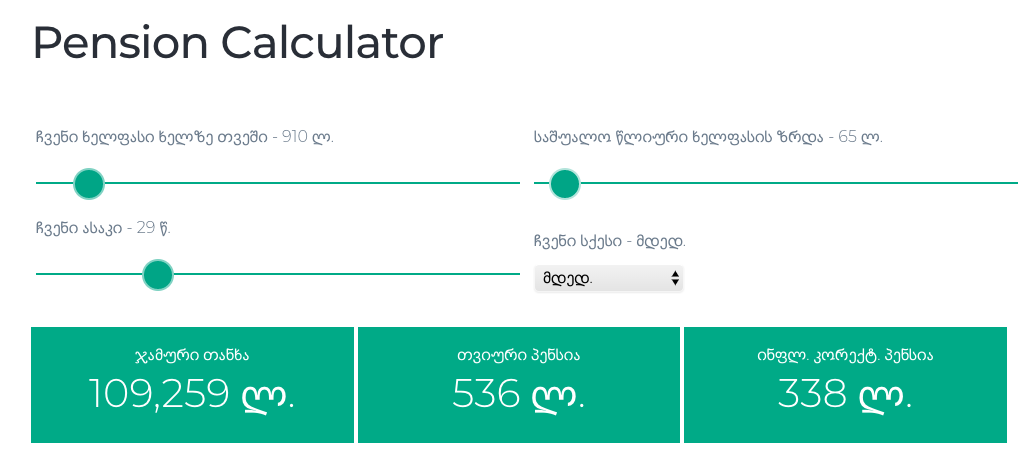 Pension Calculator
ჩვენი ხელფასი ხელზე თვეში - 910 ლ.
საშუალო წლიური ხელფასის ზრდა - 65 ლ.
ჩვენი ასაკი - 29 წ.
ჩვენი სქესი - მდედ.
მდედ.
ჯამური თანხა
109,259 ლ.
თვიური პენსია
536 ლ.
ინფლ. კორექტ. პენსია
338 ლ.